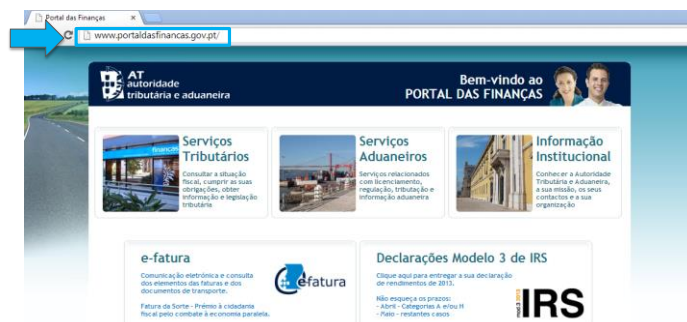 Portal das Finanças
www.portaldasfinancas.gov.pt/
AT
autoridade
tributária e aduaneira
Bem-vindo ao
PORTAL DAS FINANÇAS
Serviços
Tributários
Consultar a situação
fiscal, cumprir as suas
obrigações, obter
informação e legislação
tributária
finanças
Serviços
Aduaneiros
Serviços relacionados
com licenciamento,
regulação, tributação e
informação aduaneira
Informação
Institucional
Conhecer a Autoridade
Tributária e Aduaneira,
a sua missão, os seus
contactos e a sua
organização
e-fatura
Comunicação eletrónica e consulta
dos elementos das faturas e dos
documentos de transporte.
Fatura da Sorte - Prémio à cidadania
fiscal pelo combate à economia paralela.
efatura
Declarações Modelo 3 de IRS
Clique aqui para entregar a sua declaração
de rendimentos de 2013.
Não esqueça os prazos:
- Abril - Categorias A e/ou H
- Maio - restantes casos
mod.3 2013
IRS